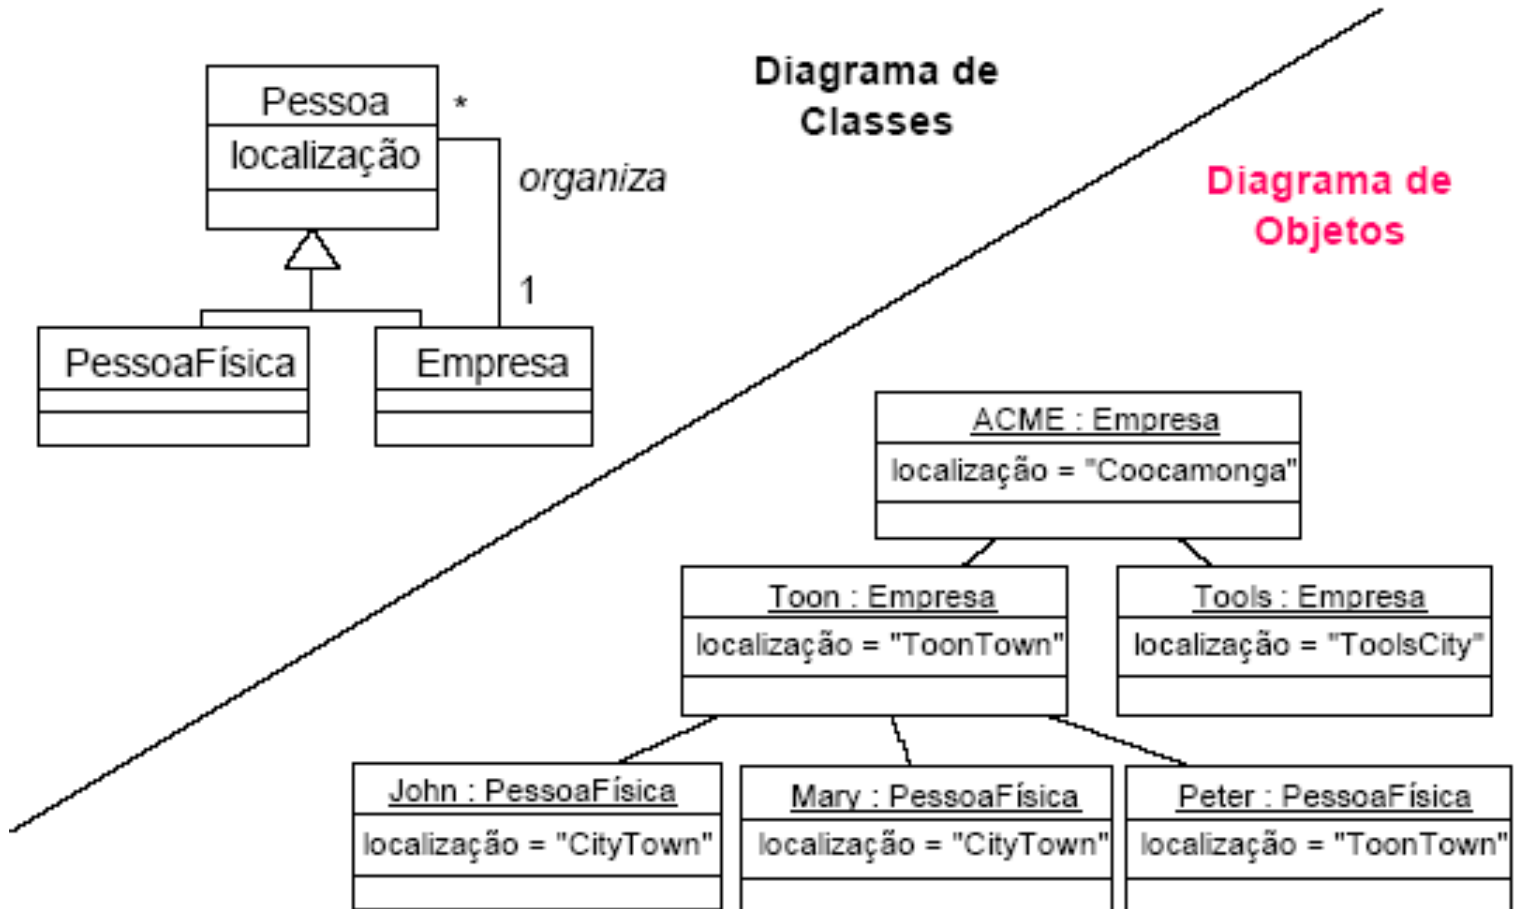 Diagrama de
Classes
Pessoa
*
localização
organiza
1
PessoaFísica
Empresa
Diagrama de
Objetos
ACME : Empresa
localização = "Coocamonga"
Toon : Empresa
localização = "ToonTown"
Tools : Empresa
localização = "ToolsCity"
John : PessoaFísica
localização = "CityTown"
Mary : PessoaFísica
localização = "CityTown"
Peter : PessoaFísica
localização = "ToonTown"